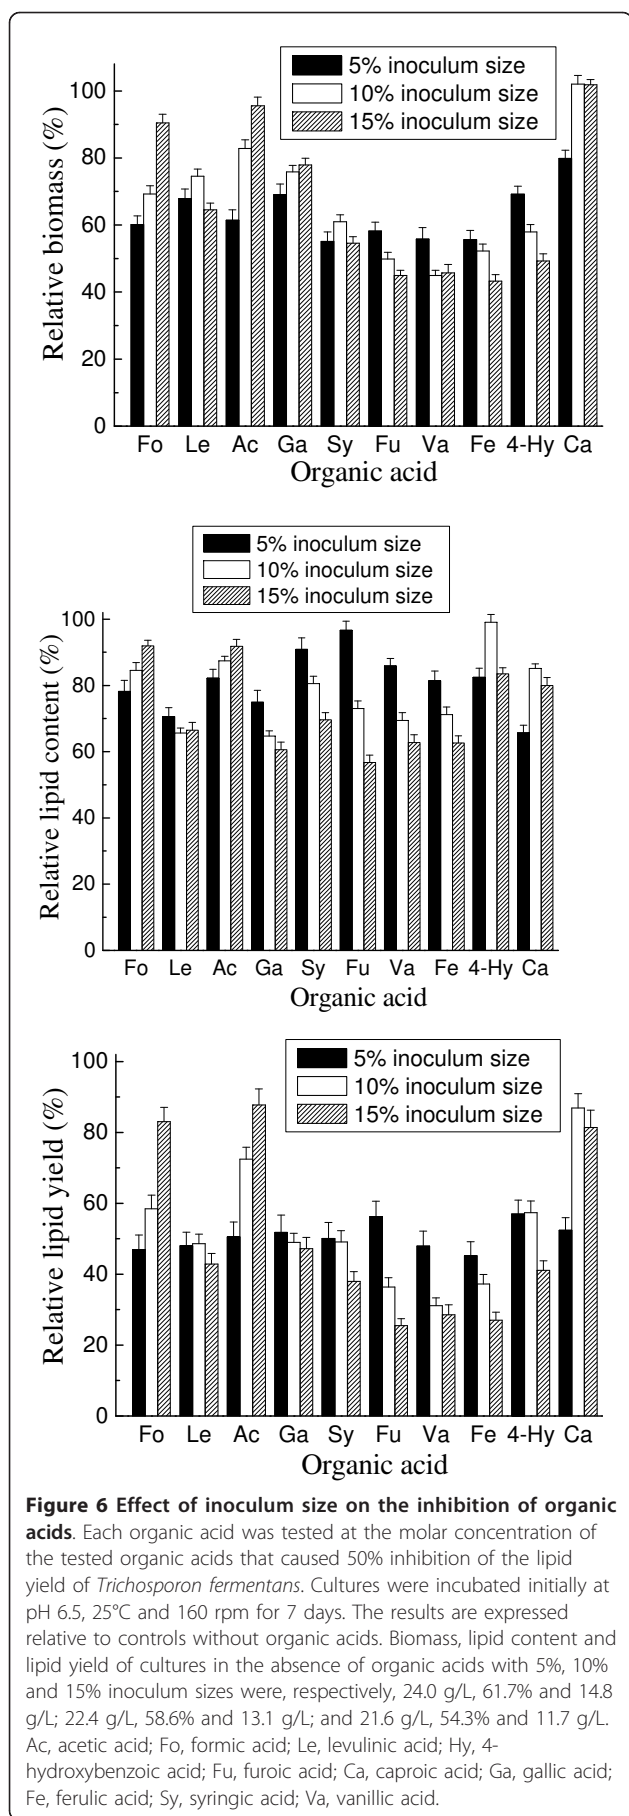 5% inoculum size
10% inoculum size
15% inoculum size
Relative biomass (%)
100
80
60
40
20
0
Fo Le Ac Ga Sy Fu Va Fe 4-Hy Ca
Organic acid
5% inoculum size
10% inoculum size
15% inoculum size
Relative lipid content (%)
100
80
60
40
20
0
Fo Le Ac Ga Sy Fu Va Fe 4-Hy Ca
Organic acid
5% inoculum size
10% inoculum size
15% inoculum size
Relative lipid yield (%)
100
80
60
40
20
0
Fo Le Ac Ga Sy Fu Va Fe 4-Hy Ca
Organic acid
Figure 6 Effect of inoculum size on the inhibition of organic
acids. Each organic acid was tested at the molar concentration of
the tested organic acids that caused 50% inhibition of the lipid
yield of Trichosporon fermentans. Cultures were incubated initially at
pH 6.5, 25°C and 160 rpm for 7 days. The results are expressed
relative to controls without organic acids. Biomass, lipid content and
lipid yield of cultures in the absence of organic acids with 5%, 10%
and 15% inoculum sizes were, respectively, 24.0 g/L, 61.7% and 14.8
g/L; 22.4 g/L, 58.6% and 13.1 g/L; and 21.6 g/L, 54.3% and 11.7 g/L.
Ac, acetic acid; Fo, formic acid; Le, levulinic acid; Hy, 4-
hydroxybenzoic acid; Fu, furoic acid; Ca, caproic acid; Ga, gallic acid;
Fe, ferulic acid; Sy, syringic acid; Va, vanillic acid.